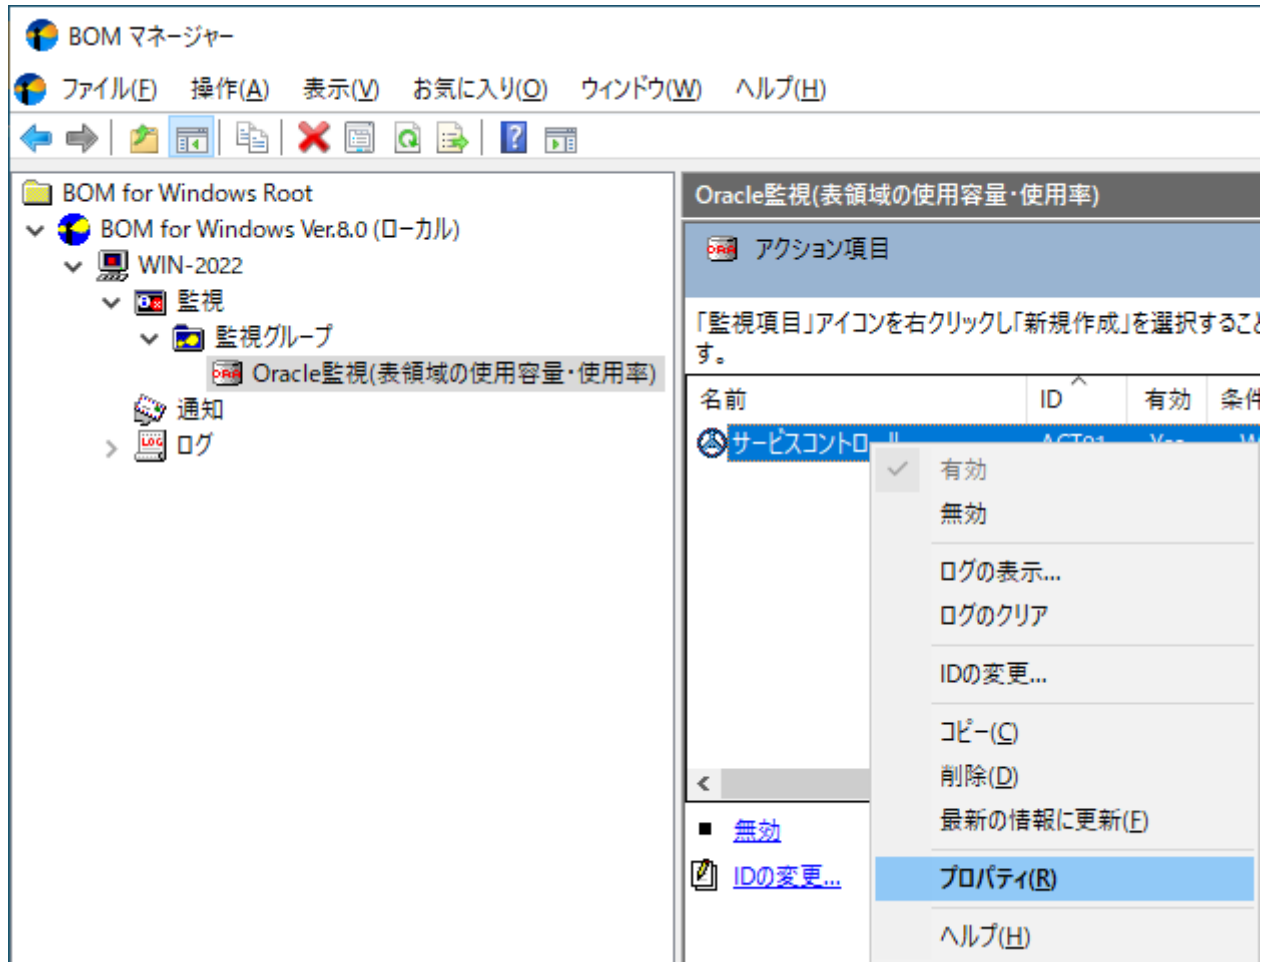 BOM マネージャー
ファイル(F) 操作(A) 表示(V) お気に入り(O) ウィンドウ(W) ヘルプ(H)
BOM for Windows Root
BOM for Windows Ver.8.0 (ローカル)
WIN-2022
監視
監視グループ
Oracle監視(表領域の使用容量・使用率)
通知
LOG ログ
Oracle監視(表領域の使用容量・使用率)
アクション項目
「監視項目」アイコンを右クリックし「新規作成」を選択するこ
す。
名前 ID 有効 条件
サービスコントロ
有効
無効
ログの表示...
ログのクリア
IDの変更...
コピー(C)
削除(D)
最新の情報に更新(F)
プロパティ(R)
ヘルプ(H)
無効
IDの変更...